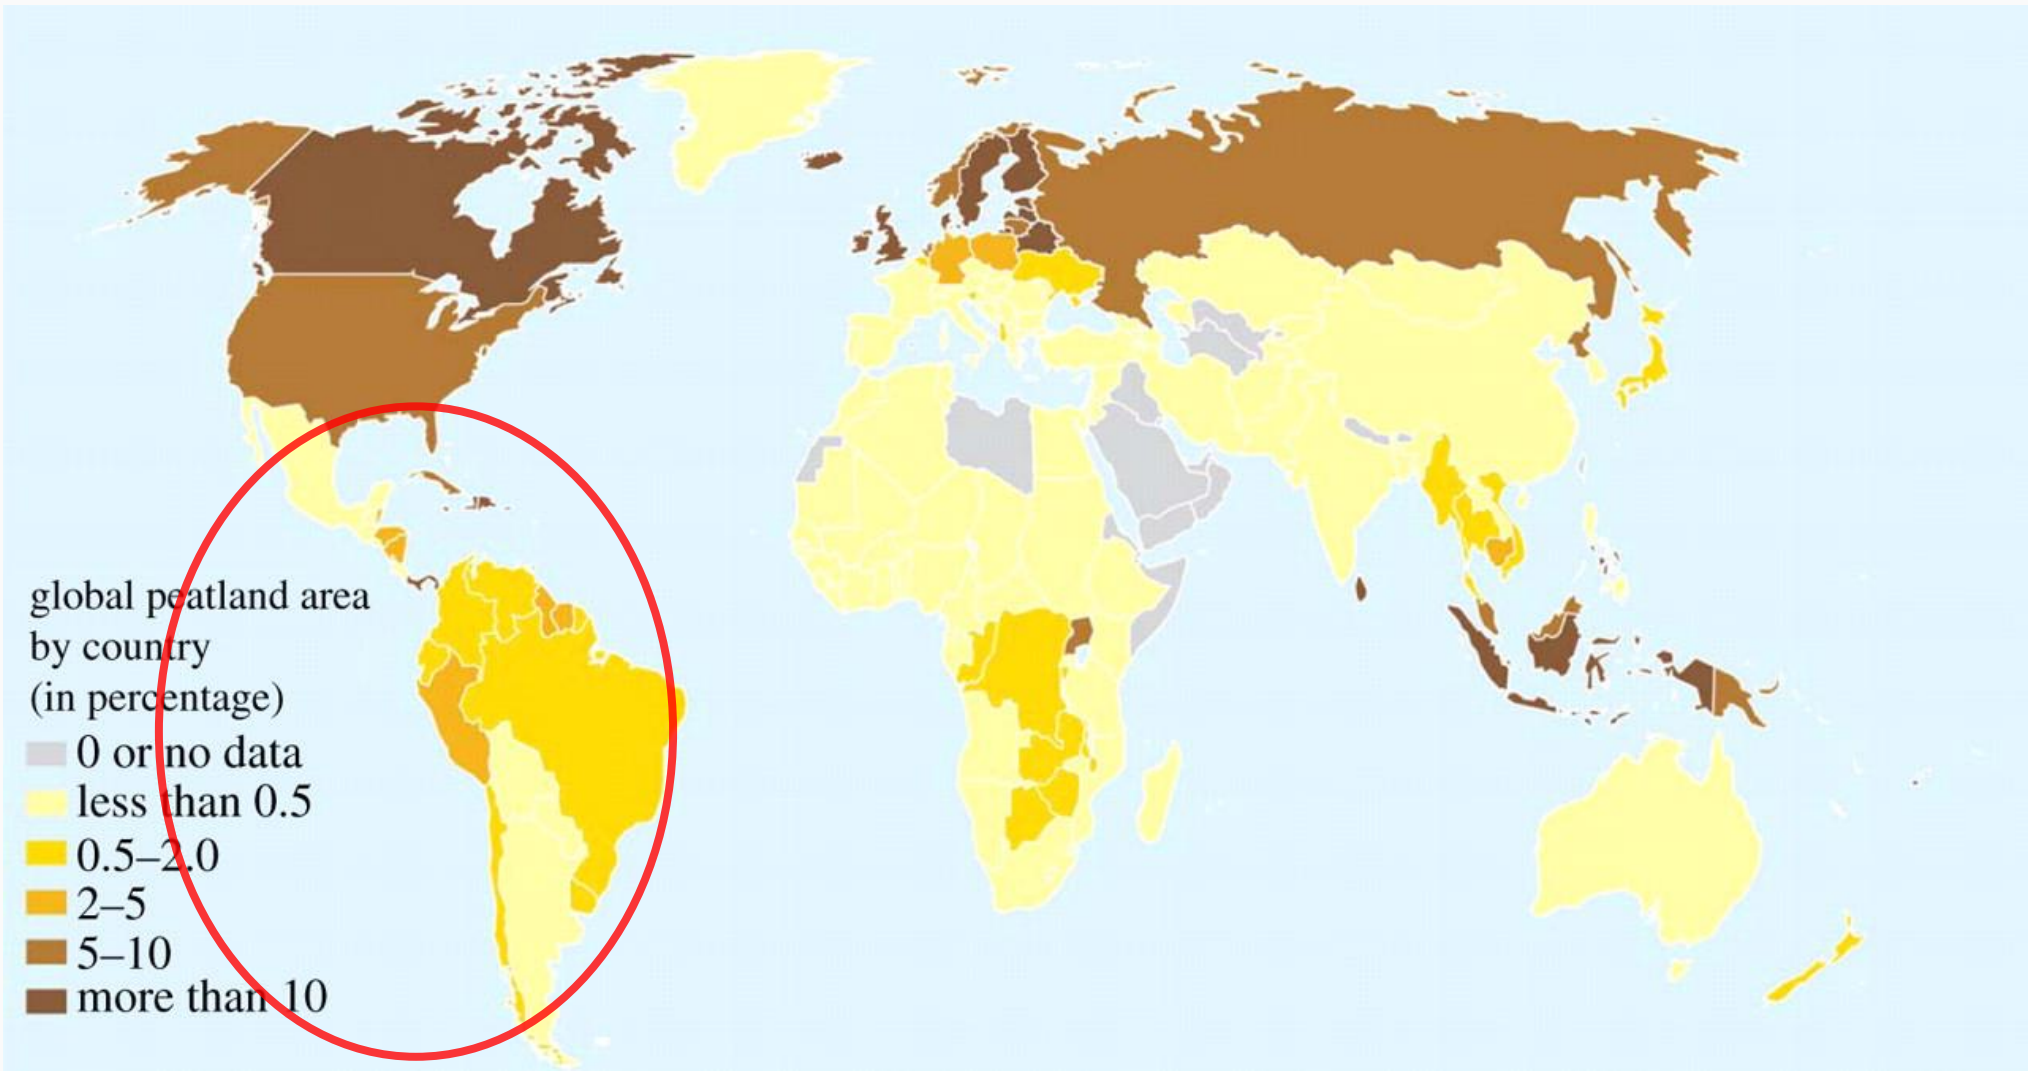 global peatland area
by country
(in percentage)
0 or no data
less than 0.5
0.5–2.0
2–5
5–10
more than 10